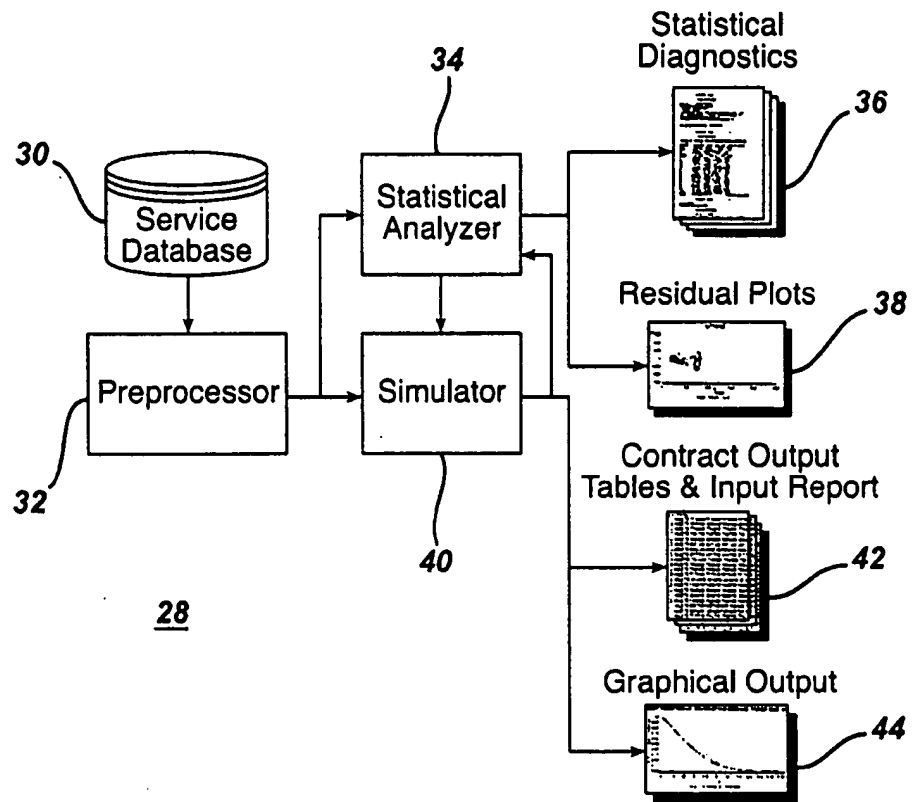 Statistical
Diagnostics
34
36
30
Service
Database
Statistical
Analyzer
Residual Plots
38
Preprocessor
Simulator
32
40
Contract Output
Tables & Input Report
42
28
Graphical Output
44